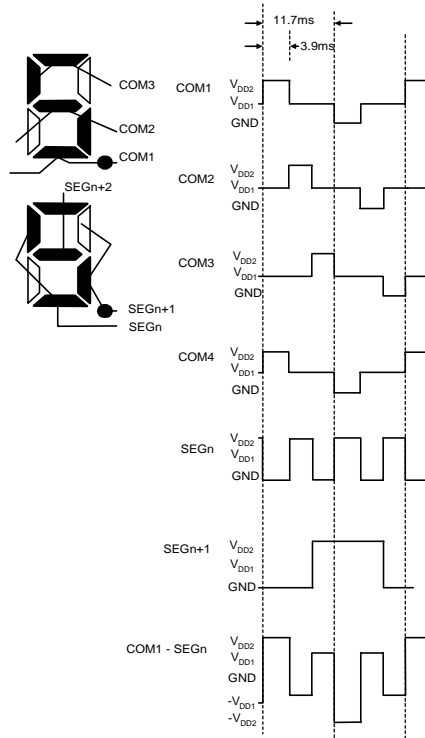 11.7ms
3.9ms
COM3
COM2
COM1
SEGn+2
SEGn+1
SEGn
COM1
VDD2
VDD1
GND
COM2
VDD2
VDD1
GND
COM3
VDD2
VDD1
GND
COM4
VDD2
VDD1
GND
SEGn
VDD2
VDD1
GND
SEGn+1
VDD2
VDD1
GND
COM1 - SEGn
VDD2
VDD1
GND
-VDD1
-VDD2